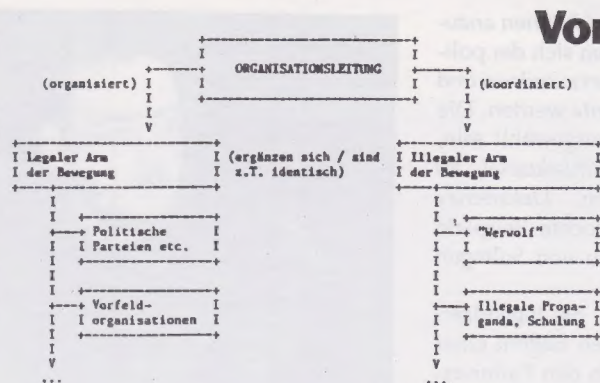 Vor
ORGANISATIONSLEITUNG
(organisiert)
(koordiniert)
Legaler Arm
der Bewegung
(ergänzen sich / sind
z.T. identisch)
Illegaler Arm
der Bewegung
Politische
Parteien etc.
"Werwolf"
Vorfeld-
organisationen
Illegale Propa-
ganda, Schulung
...
...